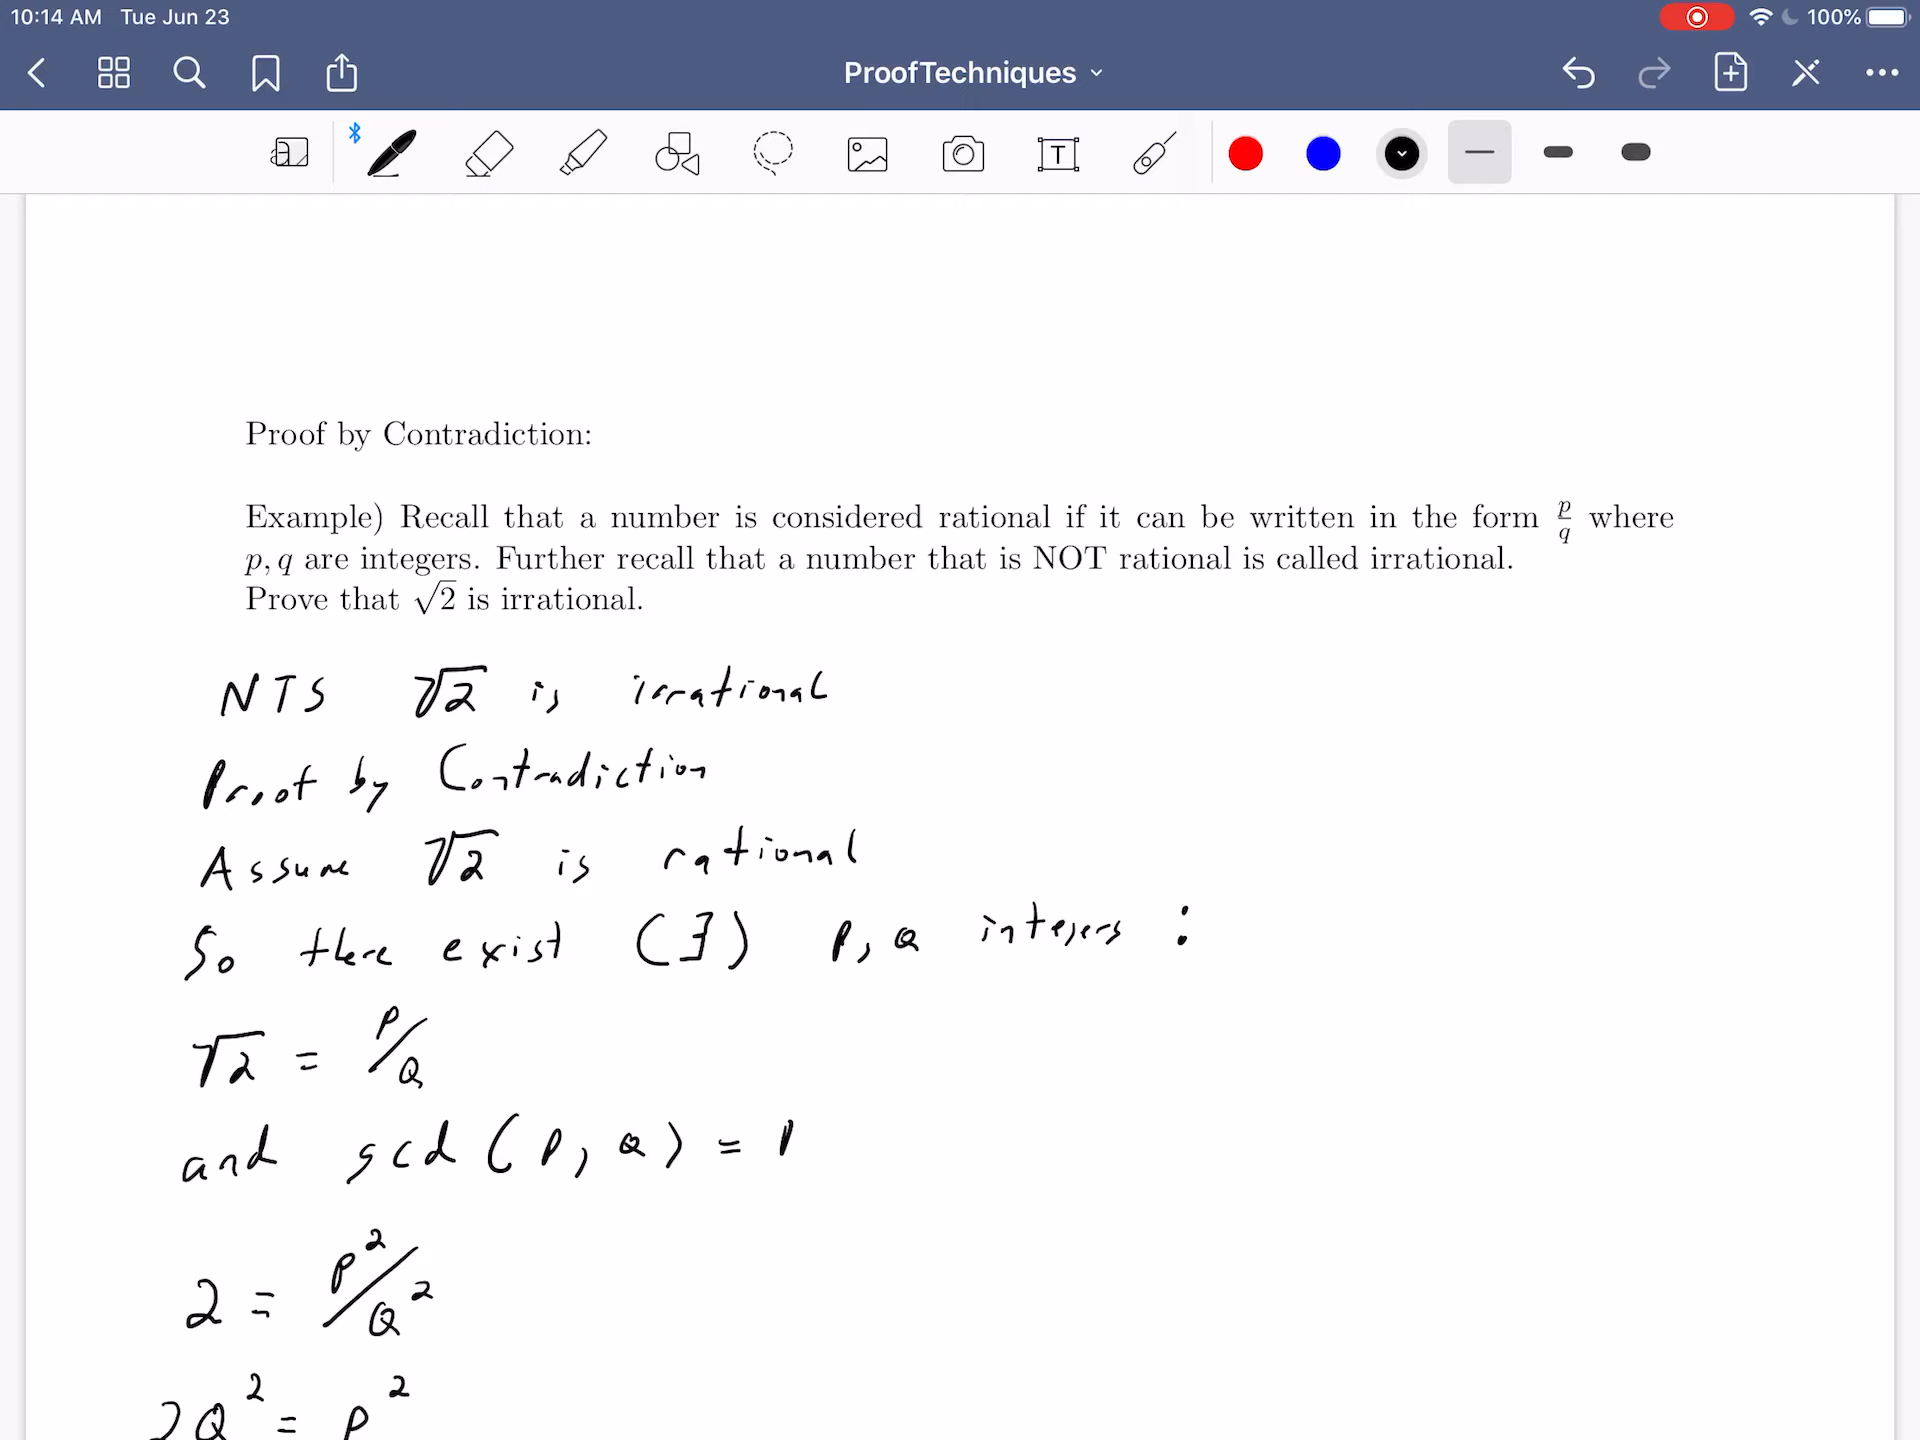 10:14 AM Tue Jun 23 100%
ProofTechniques
Proof by Contradiction:
Example) Recall that a number is considered rational if it can be written in the form p/q where
p, q are integers. Further recall that a number that is NOT rational is called irrational.
Prove that √2 is irrational.
NTS √2 is irrational
Proof by Contradiction
Assume √2 is rational
So there exist (∃) P, Q integers :
√2 = P/Q
and gcd (P, Q) = 1
2 = P²/Q²
2Q² = P²